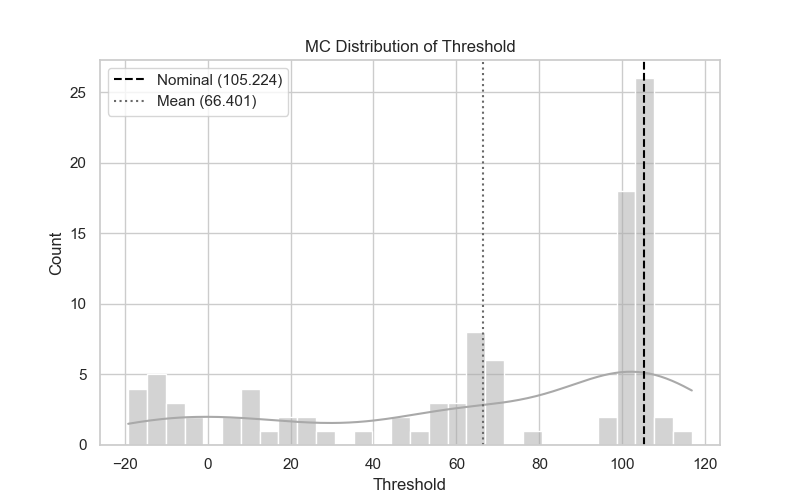 MC Distribution of Threshold
Nominal (105.224)
Mean (66.401)
25
20
15
10
5
0
Count
−20 0 20 40 60 80 100 120
Threshold